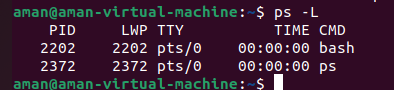 aman@aman-virtual-machine:~$ ps -L
    PID     LWP TTY          TIME CMD
   2202    2202 pts/0    00:00:00 bash
   2372    2372 pts/0    00:00:00 ps
aman@aman-virtual-machine:~$